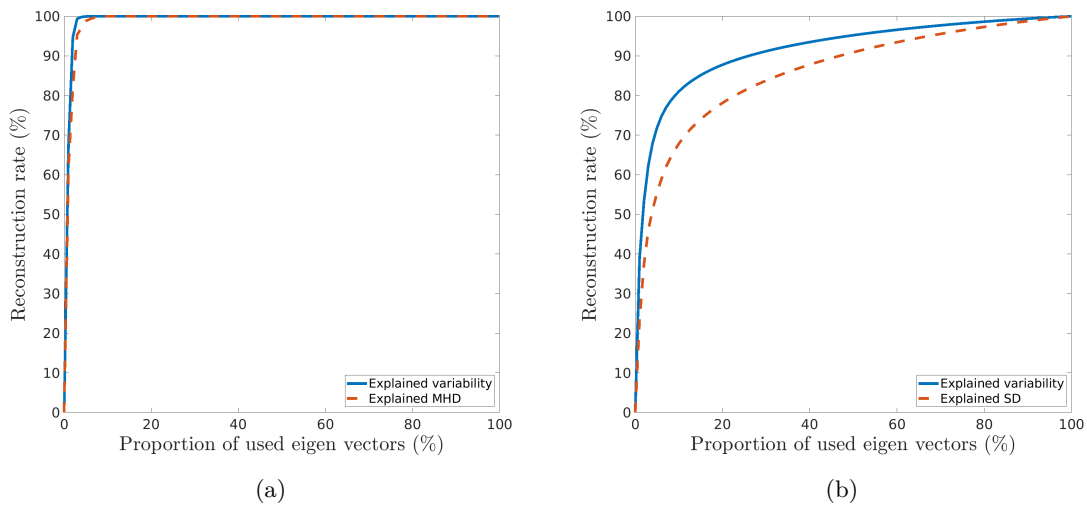 100
90
80
70
60
50
40
30
20
10
0
Reconstruction rate (%)
Explained variability
Explained MHD
0 20 40 60 80 100
Proportion of used eigen vectors (%)
(a)
100
90
80
70
60
50
40
30
20
10
0
Reconstruction rate (%)
Explained variability
Explained SD
0 20 40 60 80 100
Proportion of used eigen vectors (%)
(b)